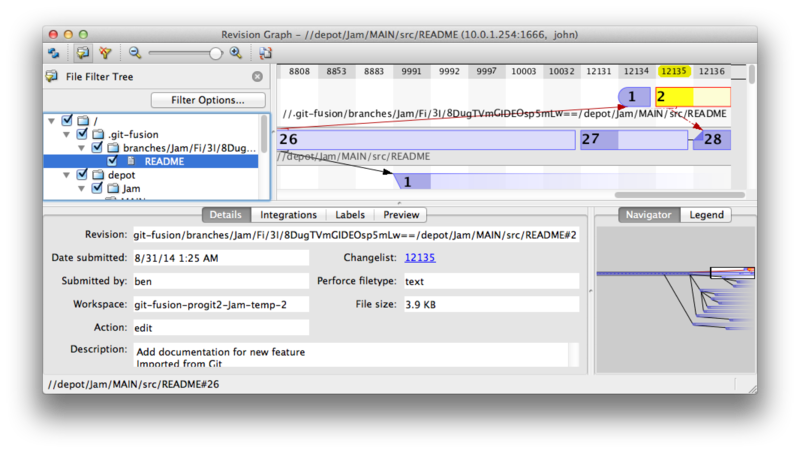 Revision Graph – //depot/Jam/MAIN/src/README (10.0.1.254:1666, john)
File Filter Tree
Filter Options...
/
.git-fusion
branches/Jam/Fi/3I/8Dug...
README
depot
Jam
8808 8853 8883 9991 9992 9997 10003 10032 12131 12134 12135 12136
1 2
//.git-fusion/branches/Jam/Fi/3I/8DugTVmGIDEOsp5mLw==/depot/Jam/MAIN/src/README
26 27 28
//depot/Jam/MAIN/src/README
1
Details Integrations Labels Preview
Revision: git-fusion/branches/Jam/Fi/3I/8DugTVmGIDEOsp5mLw==/depot/Jam/MAIN/src/README#2
Date submitted: 8/31/14 1:25 AM Changelist: 12135
Submitted by: ben Perforce filetype: text
Workspace: git-fusion-progit2-Jam-temp-2 File size: 3.9 KB
Action: edit
Description: Add documentation for new feature
Imported from Git
Navigator Legend
//depot/Jam/MAIN/src/README#26